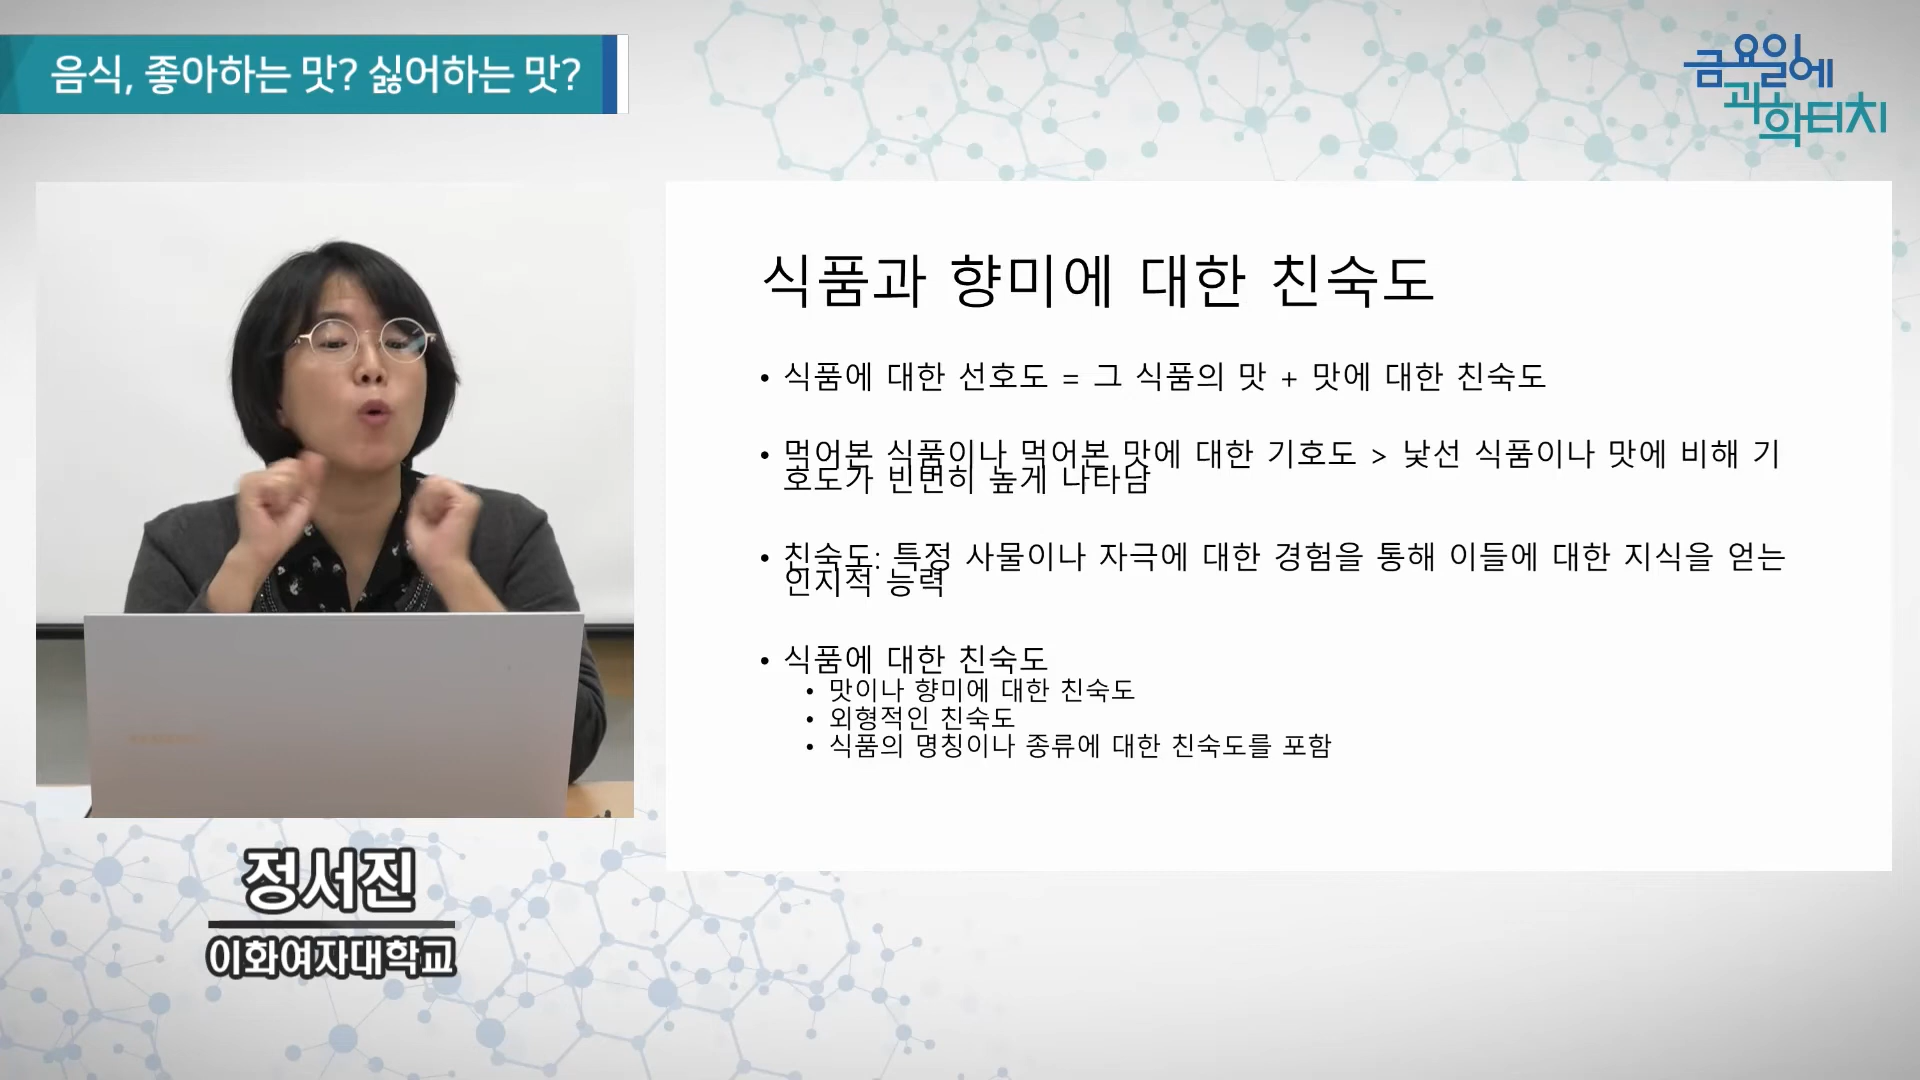 음식, 좋아하는 맛? 싫어하는 맛?
금요일에
과학터치
식품과 향미에 대한 친숙도
• 식품에 대한 선호도 = 그 식품의 맛 + 맛에 대한 친숙도
• 먹어본 식품이나 먹어본 맛에 대한 기호도 > 낯선 식품이나 맛에 비해 기
호도가 빈번히 높게 나타남
• 친숙도: 특정 사물이나 자극에 대한 경험을 통해 이들에 대한 지식을 얻는
인지적 능력
• 식품에 대한 친숙도
• 맛이나 향미에 대한 친숙도
• 외형적인 친숙도
• 식품의 명칭이나 종류에 대한 친숙도를 포함
정서진
이화여자대학교